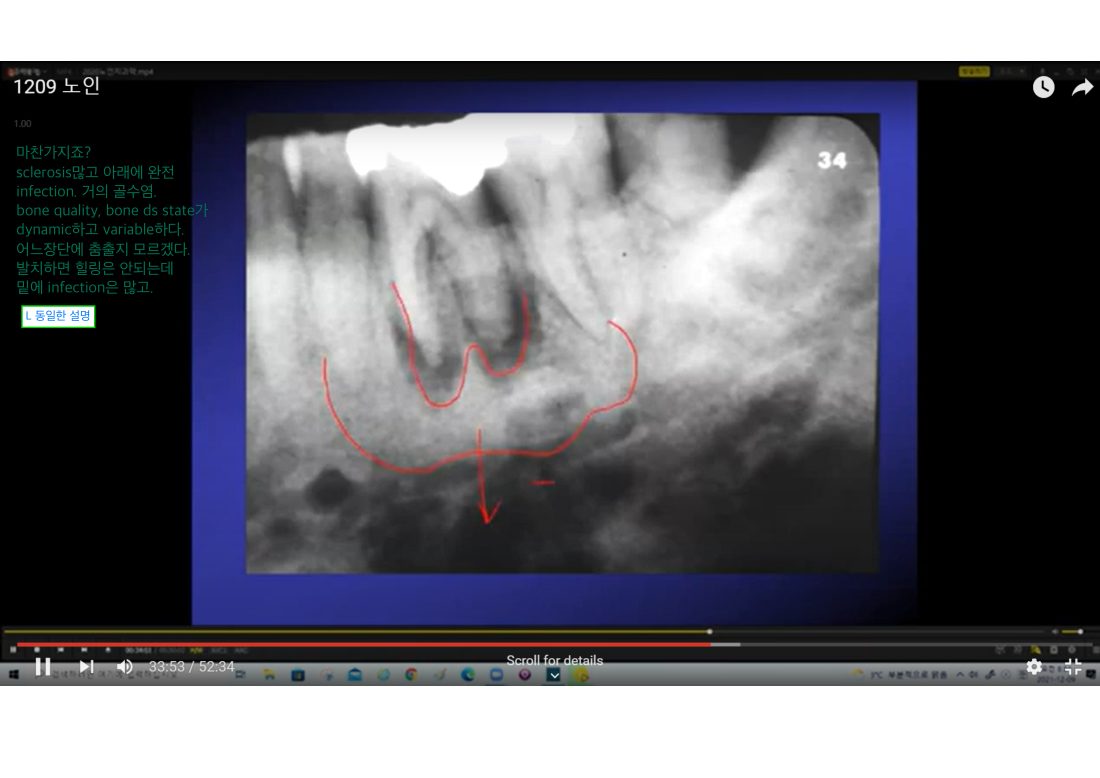 1209 노인
1.00
마찬가지죠?
sclerosis많고 아래에 완전
infection. 거의 골수염.
bone quality, bone ds state가
dynamic하고 variable하다.
어느장단에 춤출지 모르겠다.
발치하면 힐링은 안되는데
밑에 infection은 많고.
L 동일한 설명
34
33:53 / 52:34
Scroll for details
2021-12-09